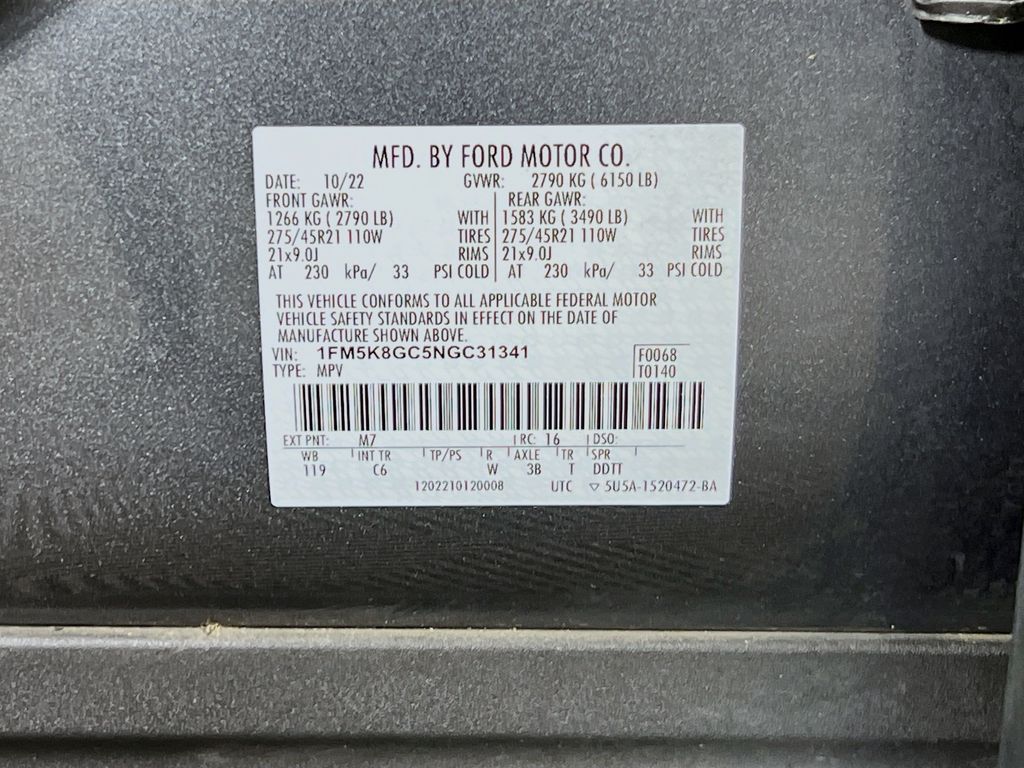 MFD. BY FORD MOTOR CO.
DATE: 10/22 GVWR: 2790 KG ( 6150 LB)
FRONT GAWR: REAR GAWR:
1266 KG ( 2790 LB) WITH 1583 KG ( 3490 LB) WITH
275/45R21 110W TIRES 275/45R21 110W TIRES
21x9.0J RIMS 21x9.0J RIMS
AT 230 kPa/ 33 PSI COLD AT 230 kPa/ 33 PSI COLD
THIS VEHICLE CONFORMS TO ALL APPLICABLE FEDERAL MOTOR
VEHICLE SAFETY STANDARDS IN EFFECT ON THE DATE OF
MANUFACTURE SHOWN ABOVE.
VIN: 1FM5K8GC5NGC31341 F0068
TYPE: MPV T0140
EXT PNT: M7 RC: 16 DSO:
WB INT TR TP/PS R AXLE TR SPR
119 C6 W 3B T DDTT
1202210120008 UTC ▽ 5U5A-1520472-BA